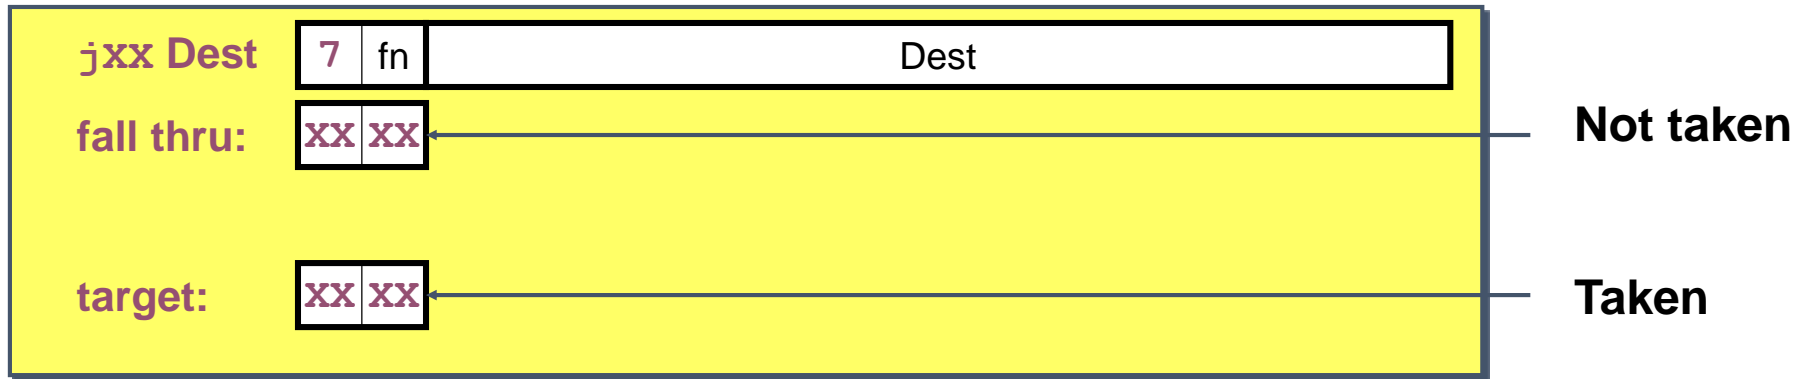 jXX Dest 7 fn Dest
fall thru: XX XX Not taken
target: XX XX Taken